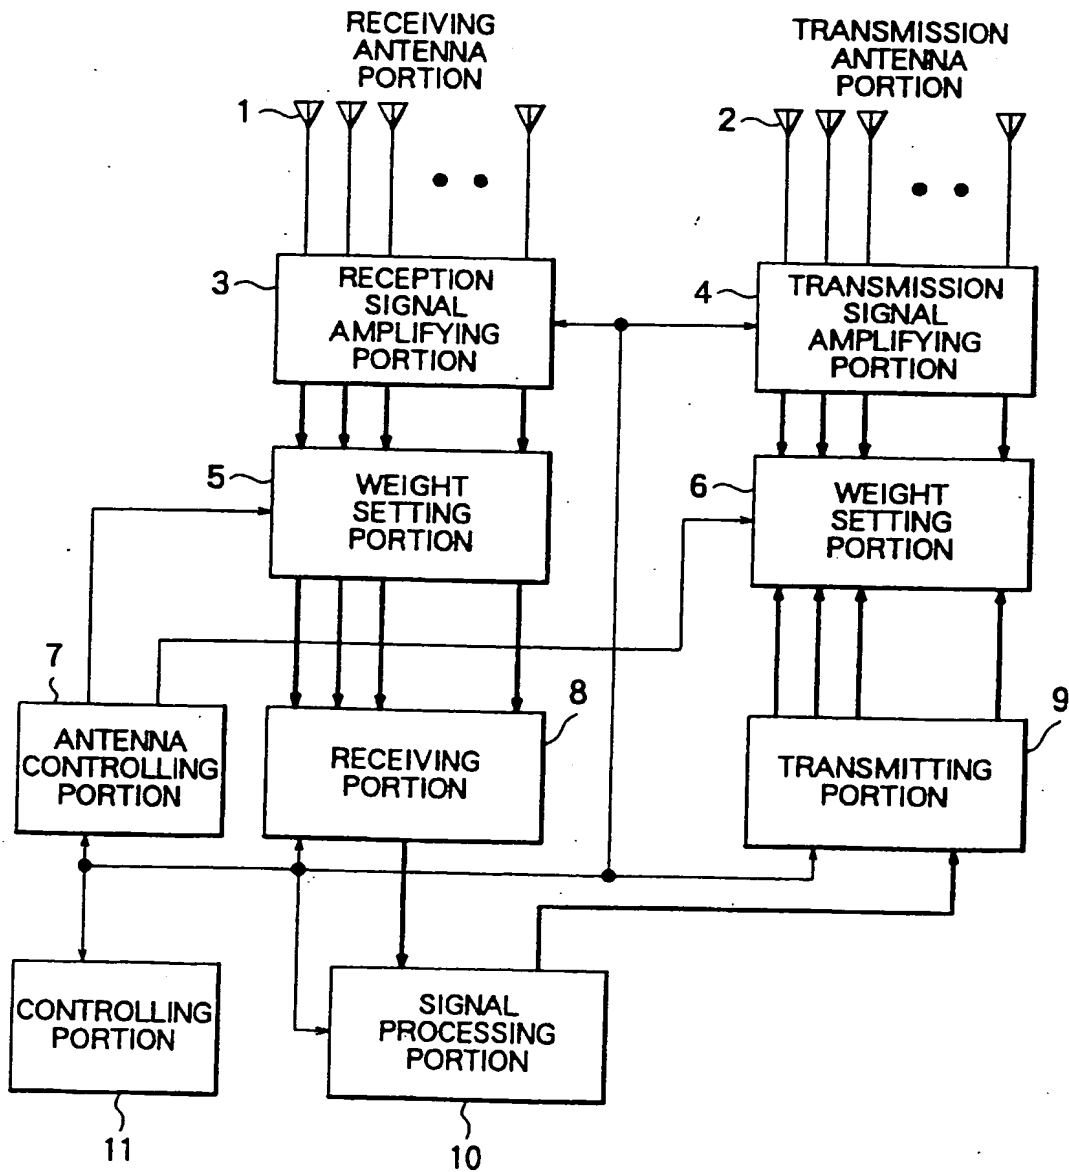 RECEIVING
ANTENNA
PORTION
TRANSMISSION
ANTENNA
PORTION
1
2
3
RECEPTION
SIGNAL
AMPLIFYING
PORTION
4
TRANSMISSION
SIGNAL
AMPLIFYING
PORTION
5
WEIGHT
SETTING
PORTION
6
WEIGHT
SETTING
PORTION
7
ANTENNA
CONTROLLING
PORTION
8
RECEIVING
PORTION
9
TRANSMITTING
PORTION
CONTROLLING
PORTION
11
SIGNAL
PROCESSING
PORTION
10